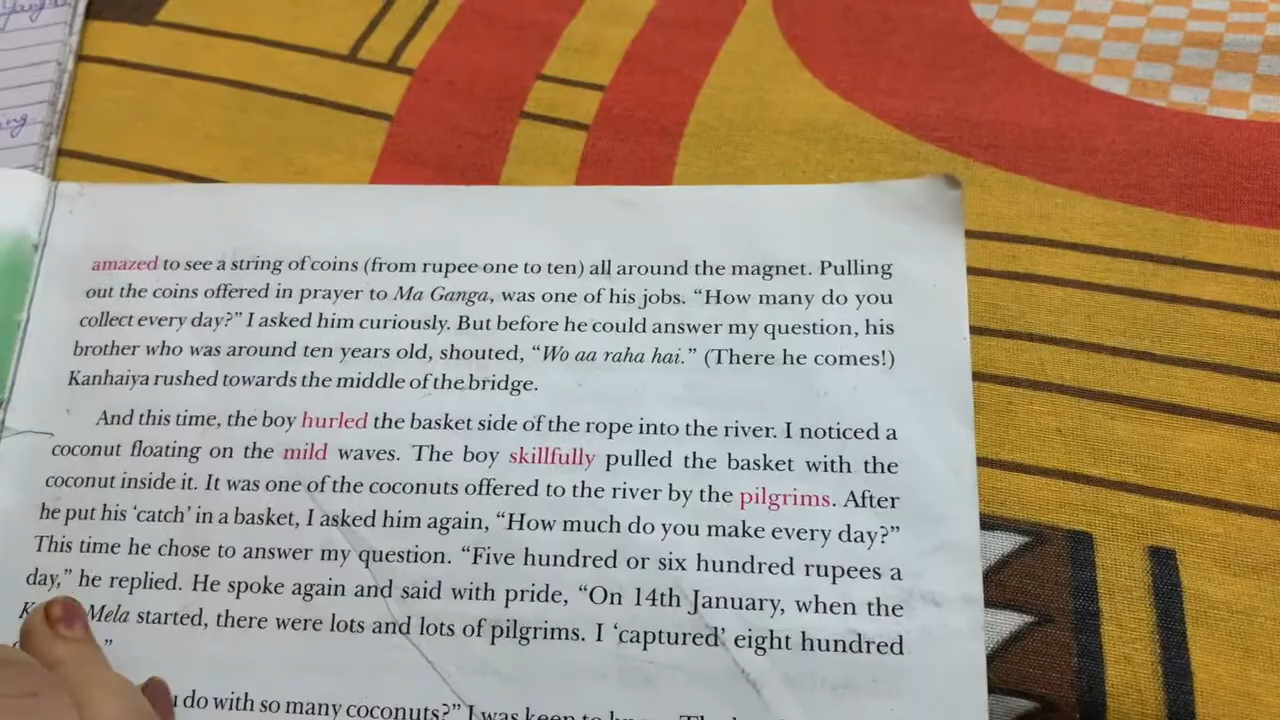 amazed to see a string of coins (from rupee one to ten) all around the magnet. Pulling
out the coins offered in prayer to Ma Ganga, was one of his jobs. “How many do you
collect every day?” I asked him curiously. But before he could answer my question, his
brother who was around ten years old, shouted, “Wo aa raha hai.” (There he comes!)
Kanhaiya rushed towards the middle of the bridge.
And this time, the boy hurled the basket side of the rope into the river. I noticed a
coconut floating on the mild waves. The boy skillfully pulled the basket with the
coconut inside it. It was one of the coconuts offered to the river by the pilgrims. After
he put his ‘catch’ in a basket, I asked him again, “How much do you make every day?”
This time he chose to answer my question. “Five hundred or six hundred rupees a
day,” he replied. He spoke again and said with pride, “On 14th January, when the
Mela started, there were lots and lots of pilgrims. I ‘captured’ eight hundred
”
do with so many coconuts?” I was keen to